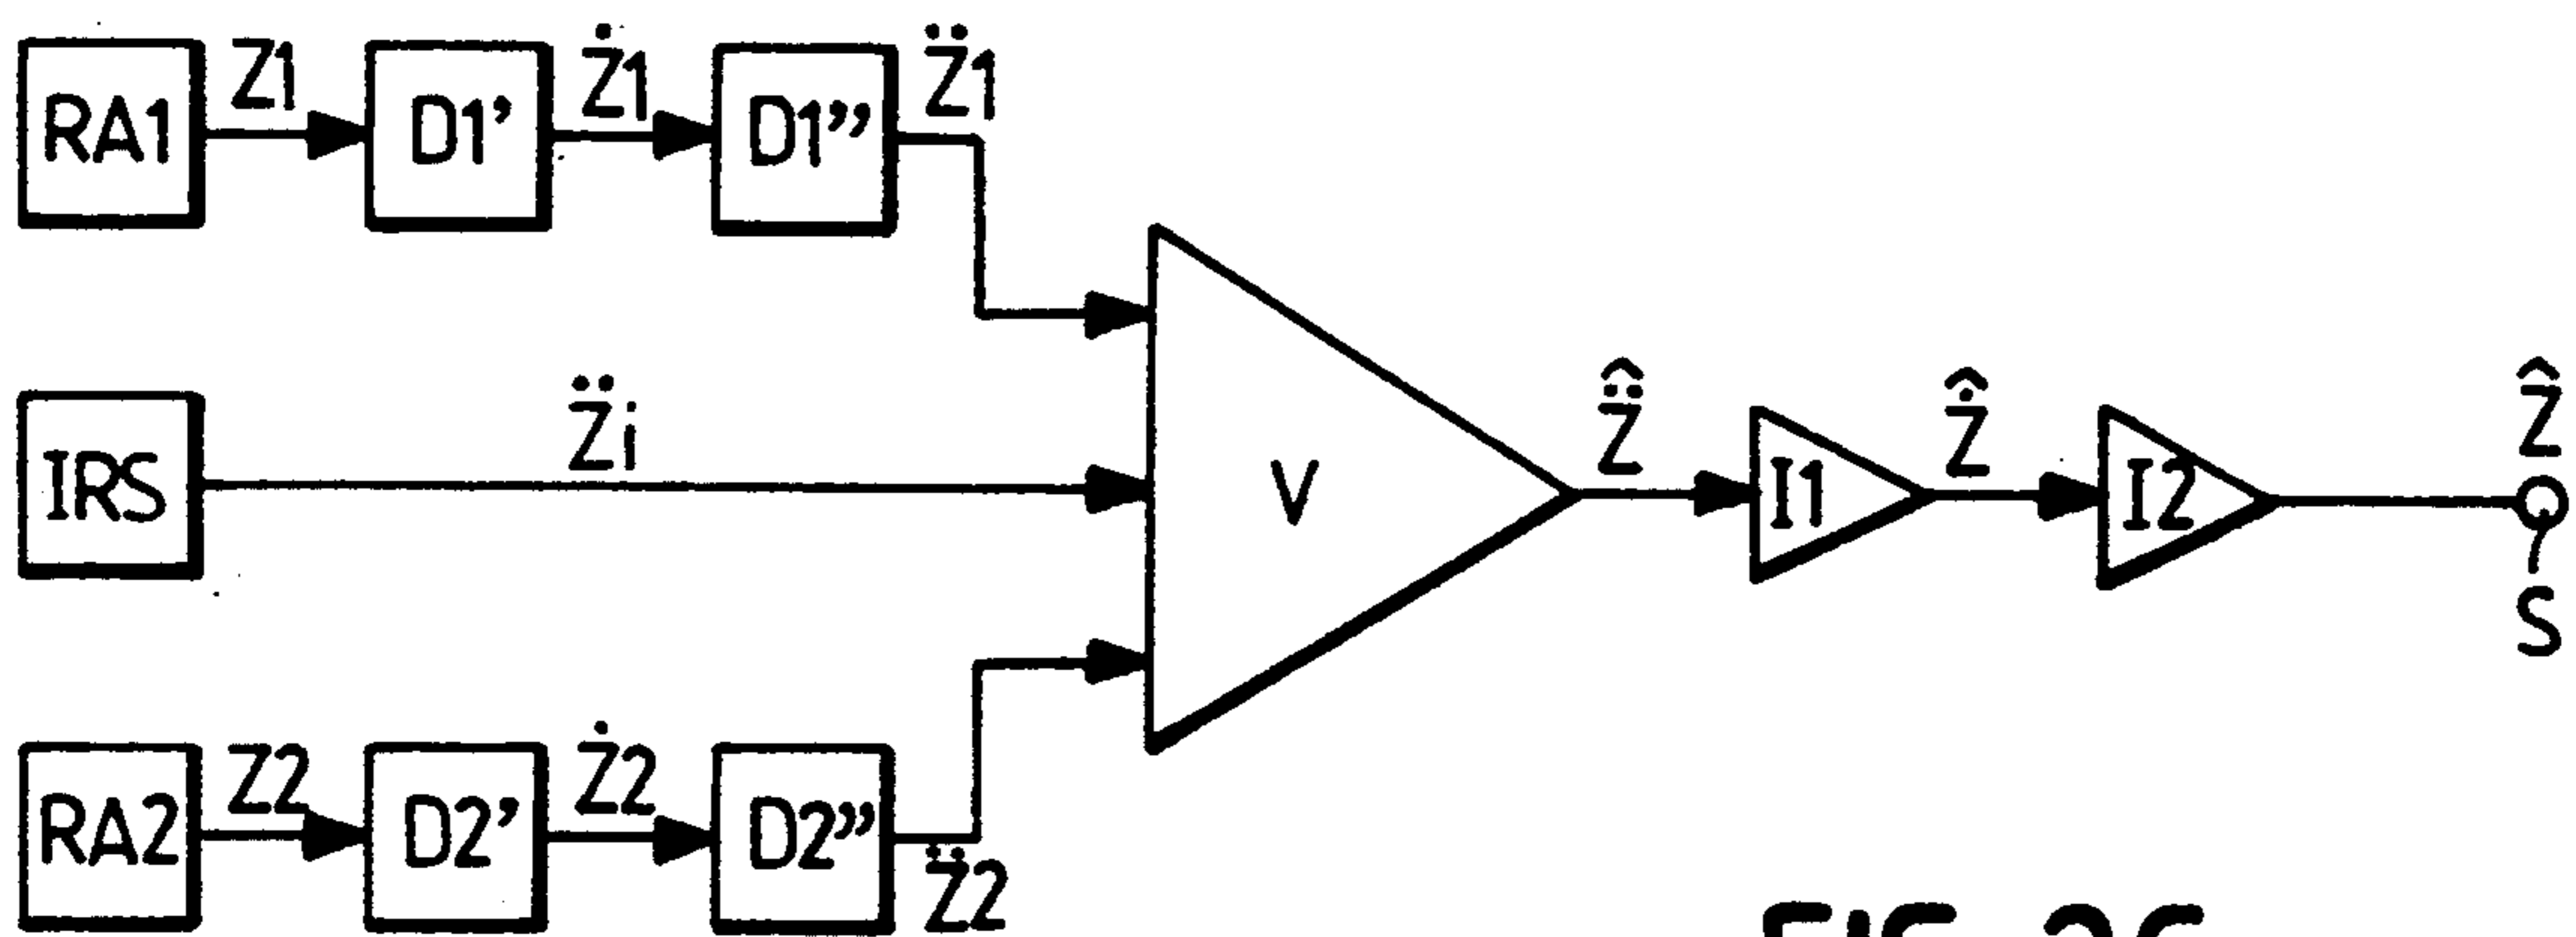 RA1 Z1 D1' Ż1 D1" Z̈1
IRS Z̈i V Z̈̂ I1 Ż̂ I2 Ẑ
S
RA2 Z2 D2' Ż2 D2" Z̈2